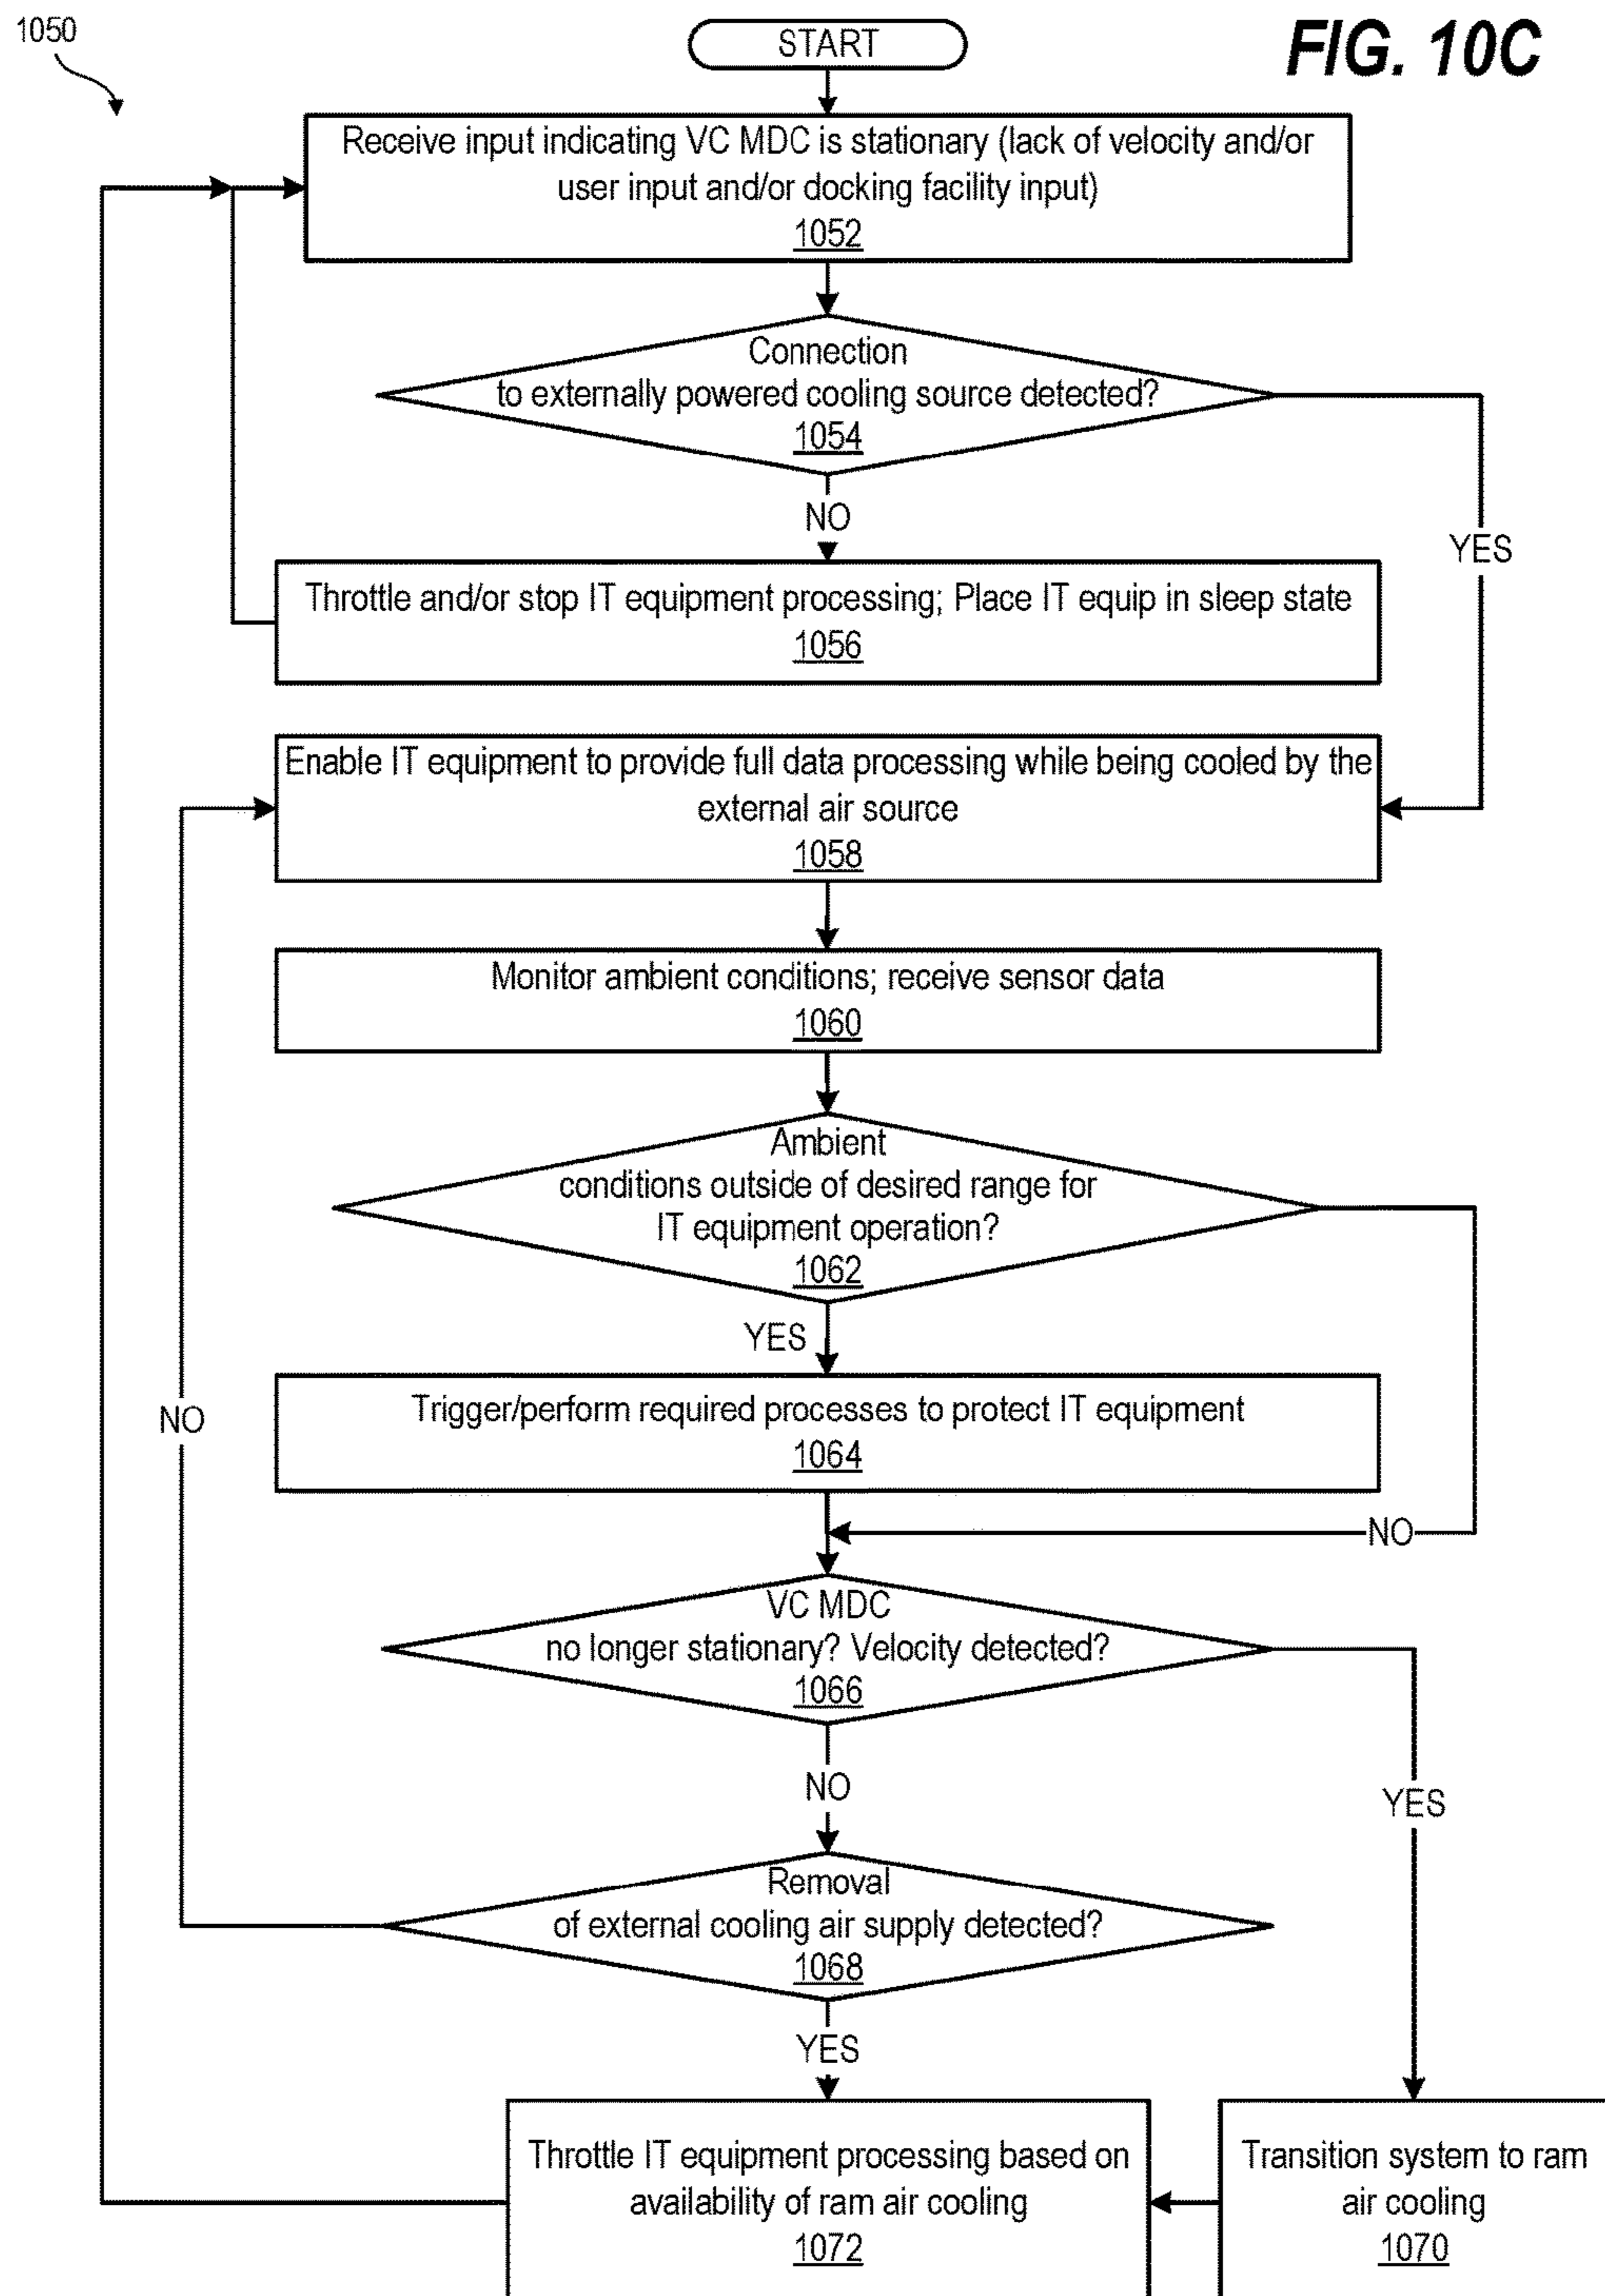 1050
START
FIG. 10C
Receive input indicating VC MDC is stationary (lack of velocity and/or
user input and/or docking facility input)
1052
Connection
to externally powered cooling source detected?
1054
NO
YES
Throttle and/or stop IT equipment processing; Place IT equip in sleep state
1056
Enable IT equipment to provide full data processing while being cooled by the
external air source
1058
Monitor ambient conditions; receive sensor data
1060
Ambient
conditions outside of desired range for
IT equipment operation?
1062
YES
Trigger/perform required processes to protect IT equipment
1064
NO
NO
VC MDC
no longer stationary? Velocity detected?
1066
NO
YES
Removal
of external cooling air supply detected?
1068
YES
Throttle IT equipment processing based on
availability of ram air cooling
1072
Transition system to ram
air cooling
1070